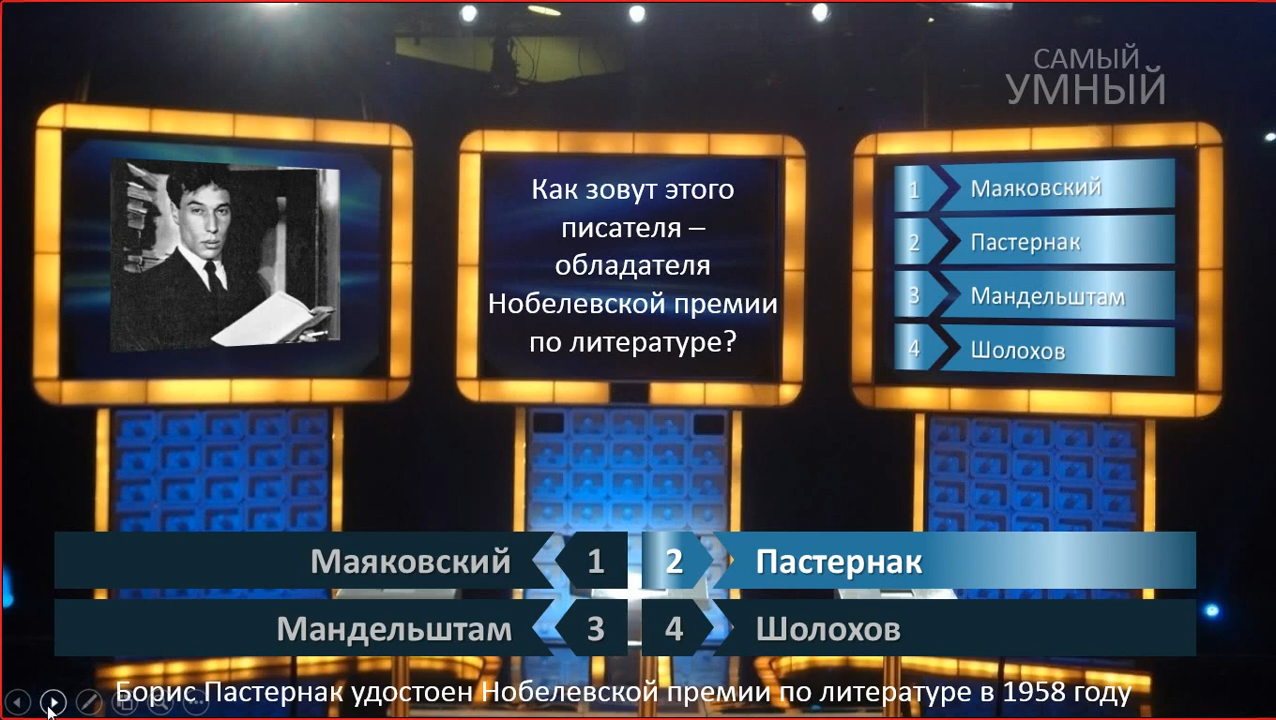 САМЫЙ
УМНЫЙ
Как зовут этого
писателя –
обладателя
Нобелевской премии
по литературе?
1 Маяковский
2 Пастернак
3 Мандельштам
4 Шолохов
Маяковский 1
2 Пастернак
Мандельштам 3
4 Шолохов
Борис Пастернак удостоен Нобелевской премии по литературе в 1958 году